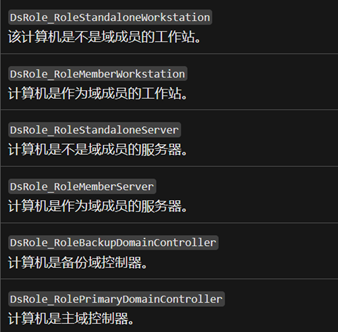 DsRole_RoleStandaloneWorkstation
该计算机是不是域成员的工作站。
DsRole_RoleMemberWorkstation
计算机是作为域成员的工作站。
DsRole_RoleStandaloneServer
计算机是不是域成员的服务器。
DsRole_RoleMemberServer
计算机是作为域成员的服务器。
DsRole_RoleBackupDomainController
计算机是备份域控制器。
DsRole_RolePrimaryDomainController
计算机是主域控制器。